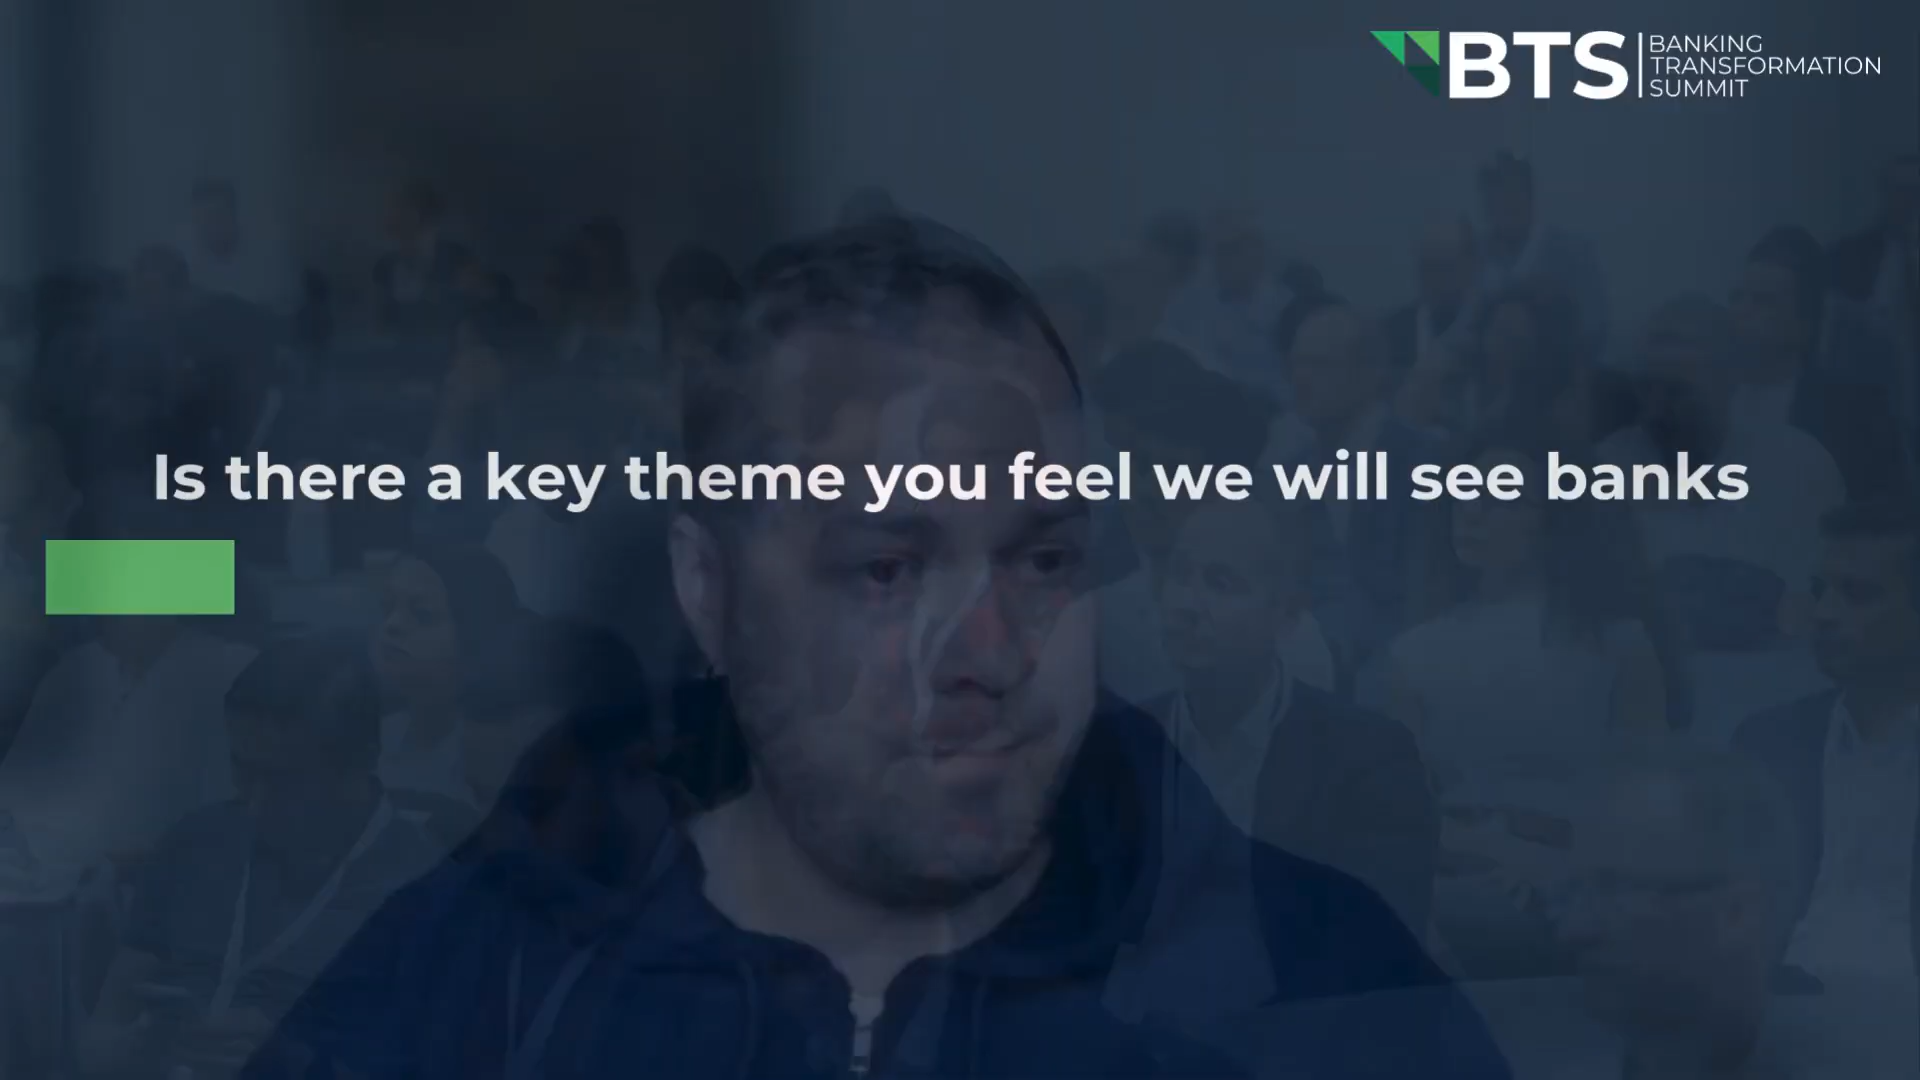 BTS
BANKING
TRANSFORMATION
SUMMIT
Is there a key theme you feel we will see banks